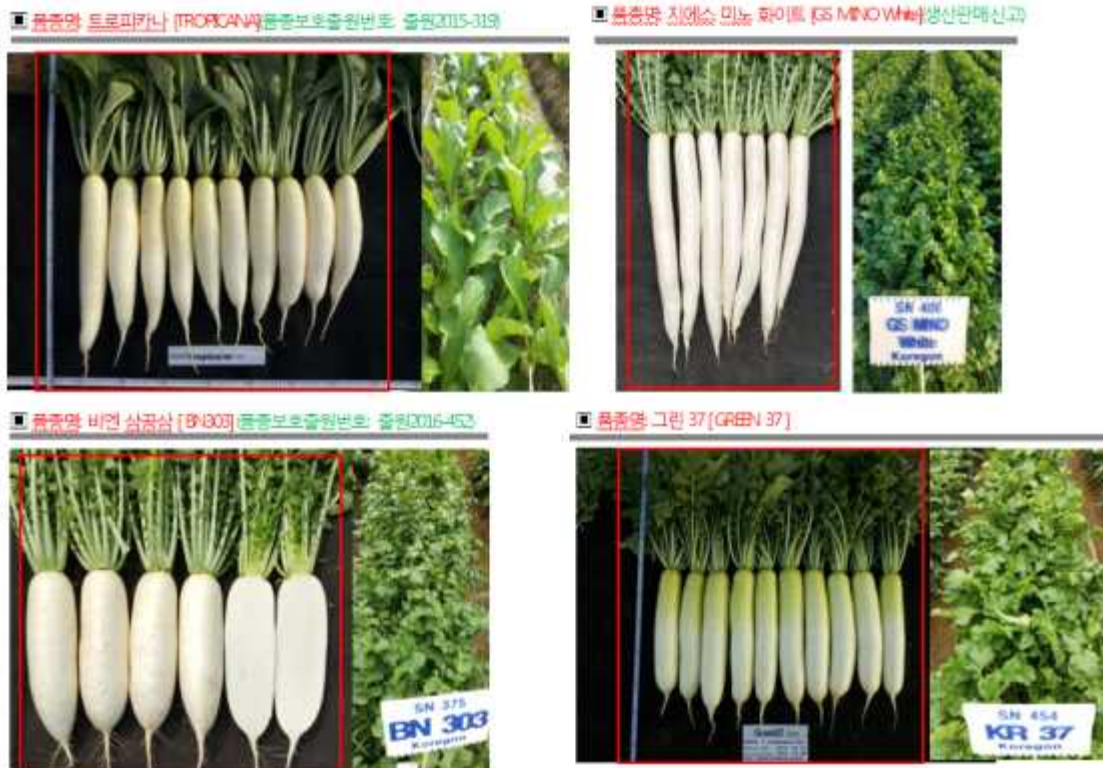 ▣ 품종명: 트로피카나 [TROPICANA](품종보호출원번호: 출원2015-319)
▣ 품종명: 지에스 미노 화이트 [GS MINO White](생산판매신고)
SN 486
GS MINO
White
Koregon
▣ 품종명: 비엔 삼공삼 [BN303](품종보호출원번호: 출원2016-452)
▣ 품종명: 그린 37 [GREEN 37]
SN 375
BN 303
Koregon
SN 454
KR 37
Koregon